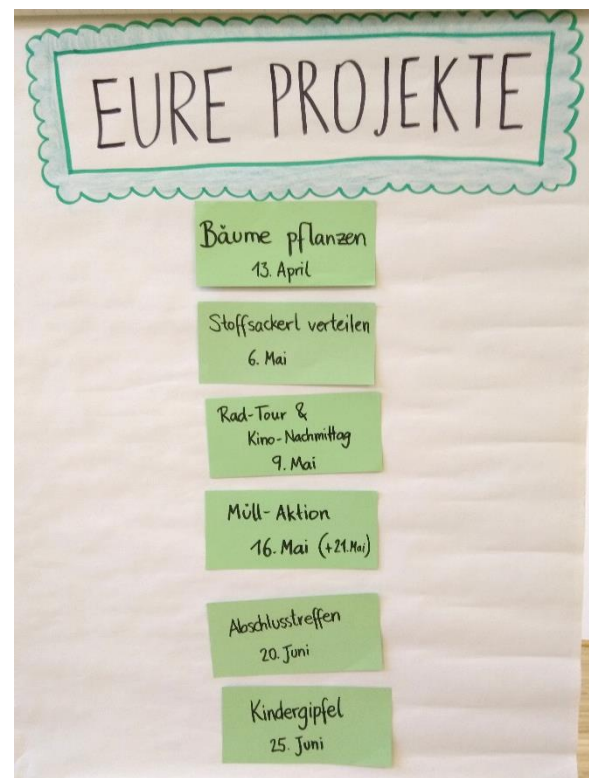 EURE PROJEKTE
Bäume pflanzen
13. April
Stoffsackerl verteilen
6. Mai
Rad-Tour &
Kino-Nachmittag
9. Mai
Müll-Aktion
16. Mai (+21.Mai)
Abschlusstreffen
20. Juni
Kindergipfel
25. Juni